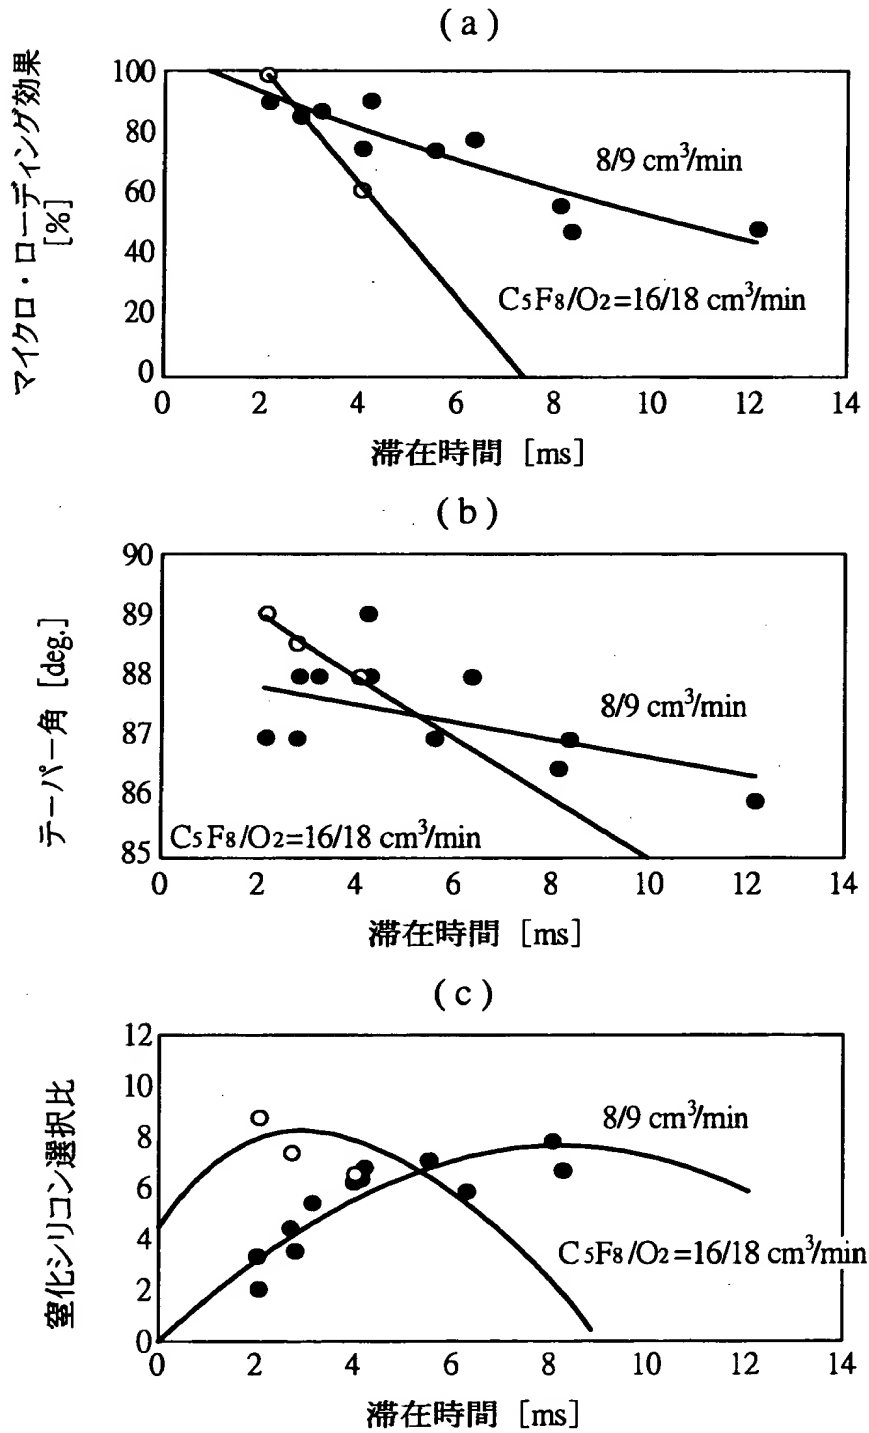 (a)
マイクロ・ローディング効果
[%]
100
80
60
40
20
0
8/9 cm³/min
C₅F₈/O₂=16/18 cm³/min
0 2 4 6 8 10 12 14
滞在時間 [ms]
(b)
テーパー角 [deg.]
90
89
88
87
86
85
8/9 cm³/min
C₅F₈/O₂=16/18 cm³/min
0 2 4 6 8 10 12 14
滞在時間 [ms]
(c)
窒化シリコン選択比
12
10
8
6
4
2
0
8/9 cm³/min
C₅F₈/O₂=16/18 cm³/min
0 2 4 6 8 10 12 14
滞在時間 [ms]